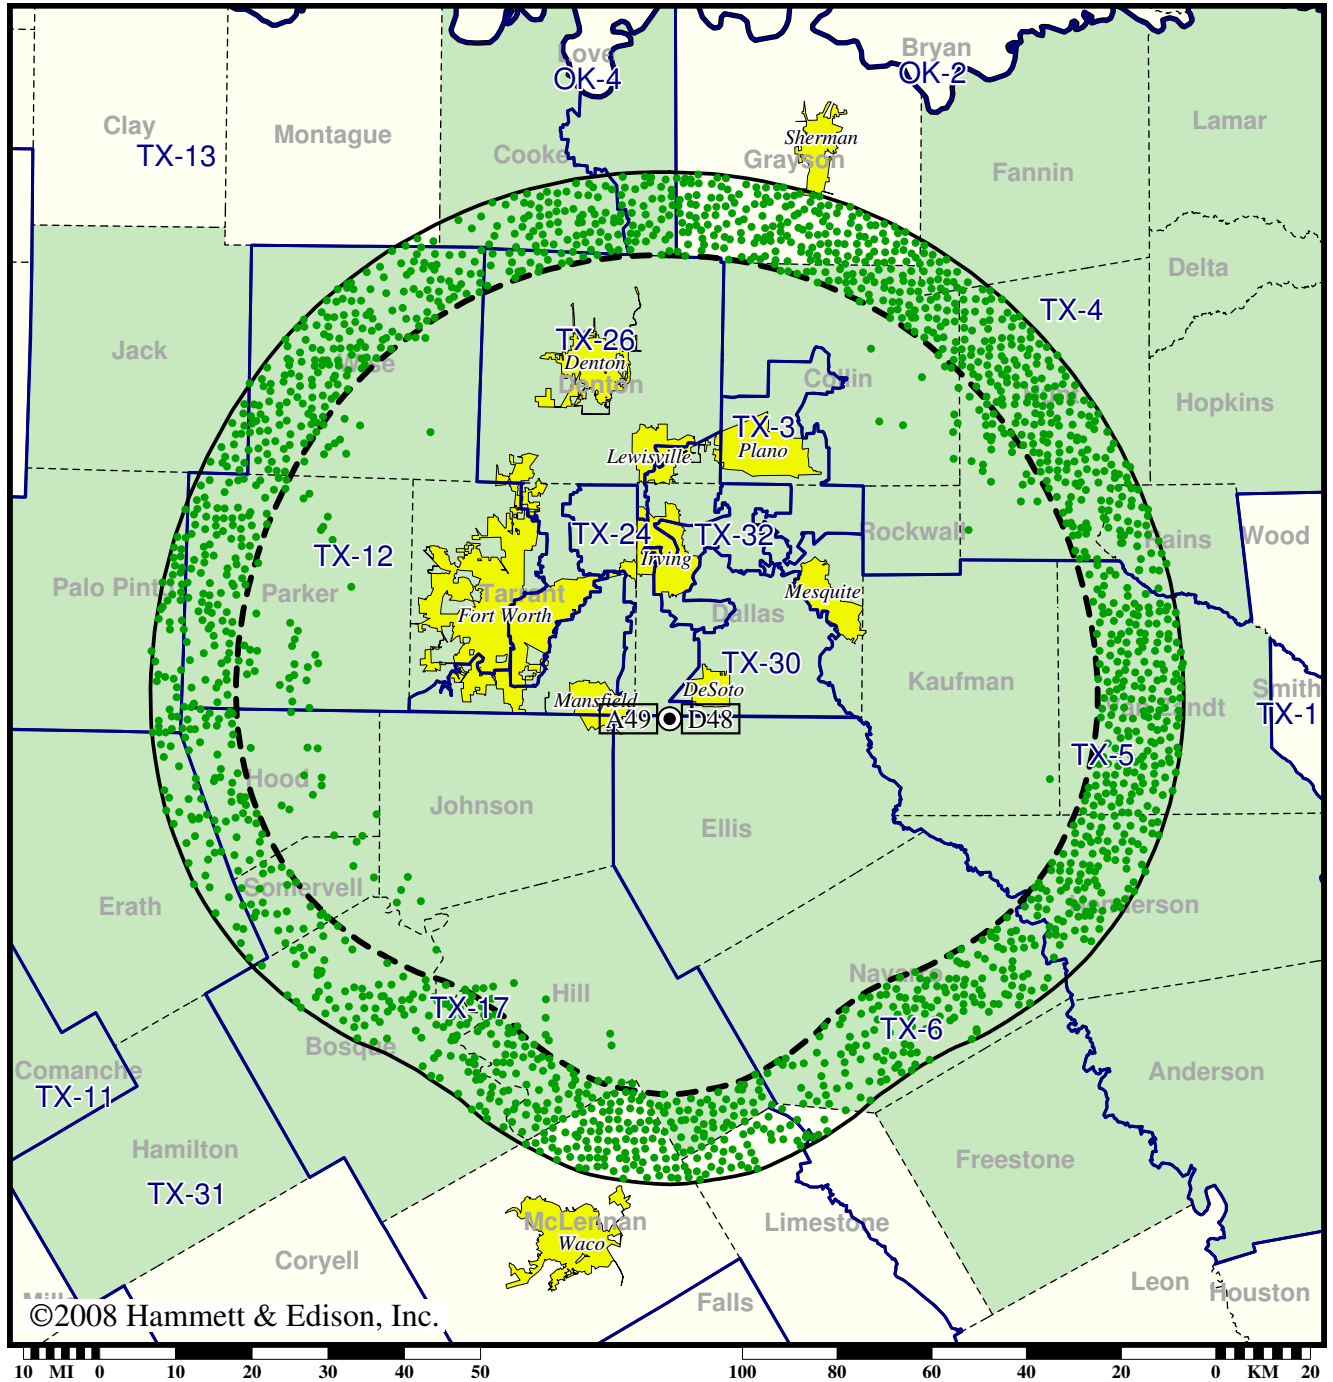 Love
OK-4
Bryan
OK-2
Clay
TX-13
Montague
Cooke
Sherman
Grayson
Lamar
Fannin
Delta
TX-4
Jack
Wise
TX-26
Denton
Denton
Collin
Hopkins
TX-3
Plano
Lewisville
TX-12
TX-24
TX-32
Irving
Rockwall
Rains
Wood
Palo Pinto
Parker
Tarrant
Fort Worth
Mesquite
Dallas
TX-30
Kaufman
DeSoto
Mansfield
A49
D48
Smith
TX-1
TX-5
Hood
Johnson
Ellis
Erath
Somervell
Henderson
Navarro
Hill
TX-17
TX-6
Bosque
Comanche
TX-11
Anderson
Hamilton
TX-31
Freestone
McLennan
Waco
Limestone
Coryell
Falls
Leon
Houston
©2008 Hammett & Edison, Inc.
10 MI 0 10 20 30 40 50 100 80 60 40 20 0 KM 20